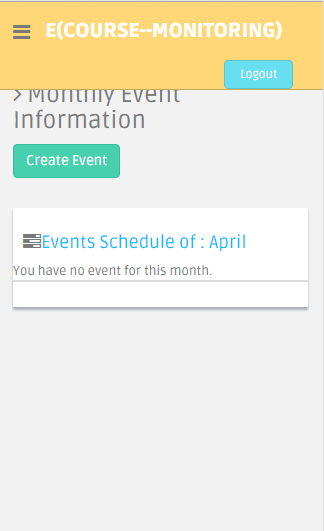 E(COURSE--MONITORING)
Logout
Monthly Event
Information
Create Event
Events Schedule of : April
You have no event for this month.